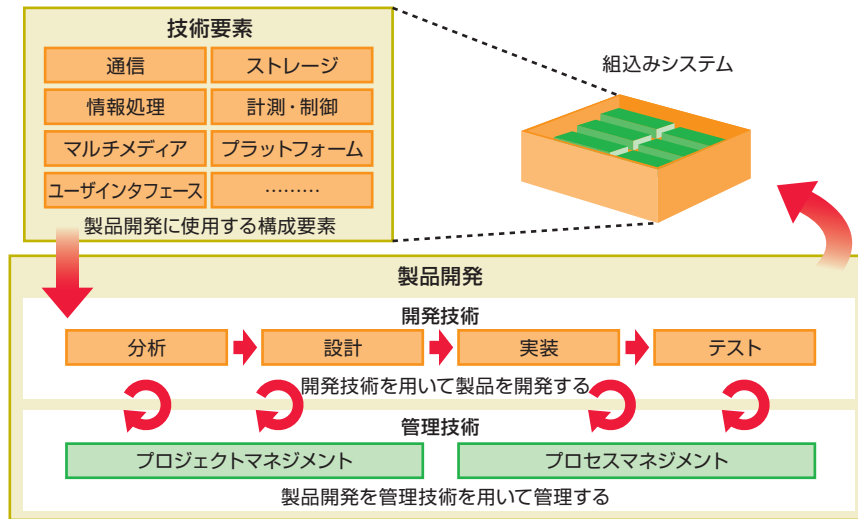 技術要素
通信
ストレージ
情報処理
計測・制御
マルチメディア
プラットフォーム
ユーザインタフェース
………
製品開発に使用する構成要素
組込みシステム
製品開発
開発技術
分析
設計
実装
テスト
開発技術を用いて製品を開発する
管理技術
プロジェクトマネジメント
プロセスマネジメント
製品開発を管理技術を用いて管理する